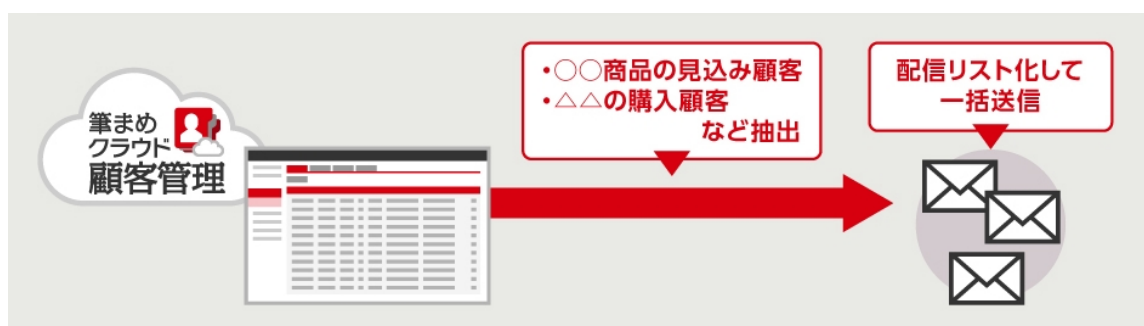 筆まめ
クラウド
顧客管理
・○○商品の見込み顧客
・△△の購入顧客
など抽出
配信リスト化して
一括送信